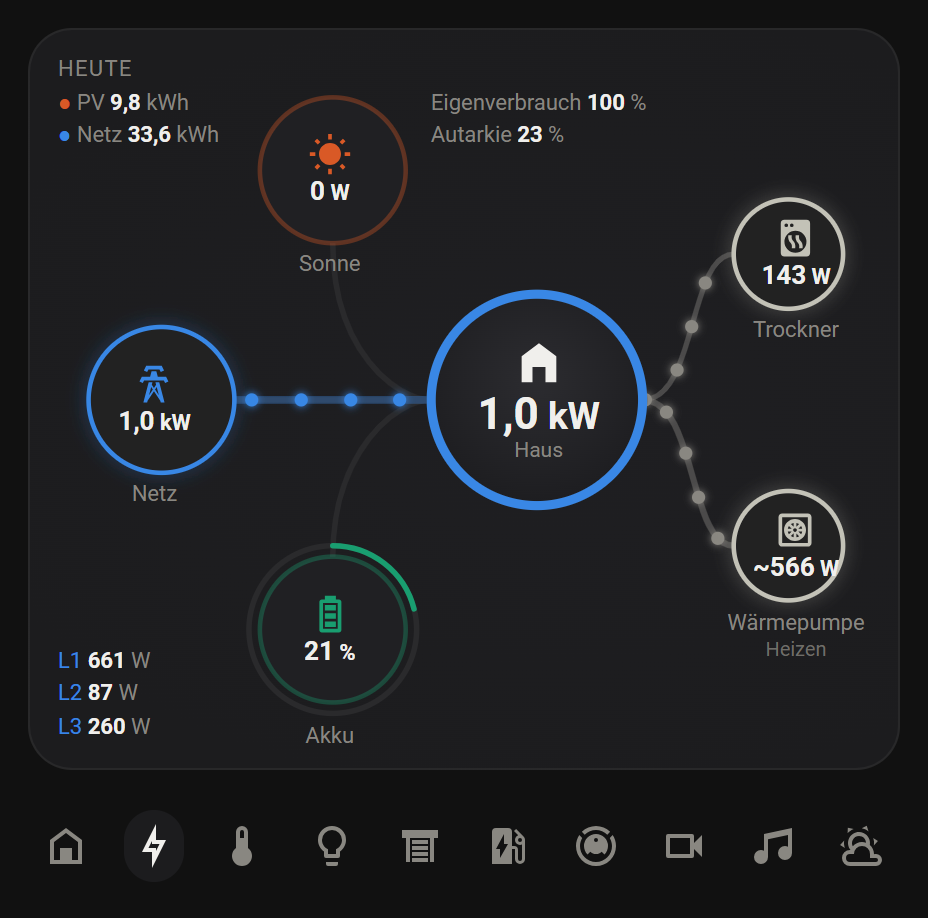 HEUTE
PV 9,8 kWh
Netz 33,6 kWh
Eigenverbrauch 100 %
Autarkie 23 %
0 W
Sonne
143 W
Trockner
1,0 kW
Netz
1,0 kW
Haus
~566 W
Wärmepumpe
Heizen
21 %
Akku
L1 661 W
L2 87 W
L3 260 W